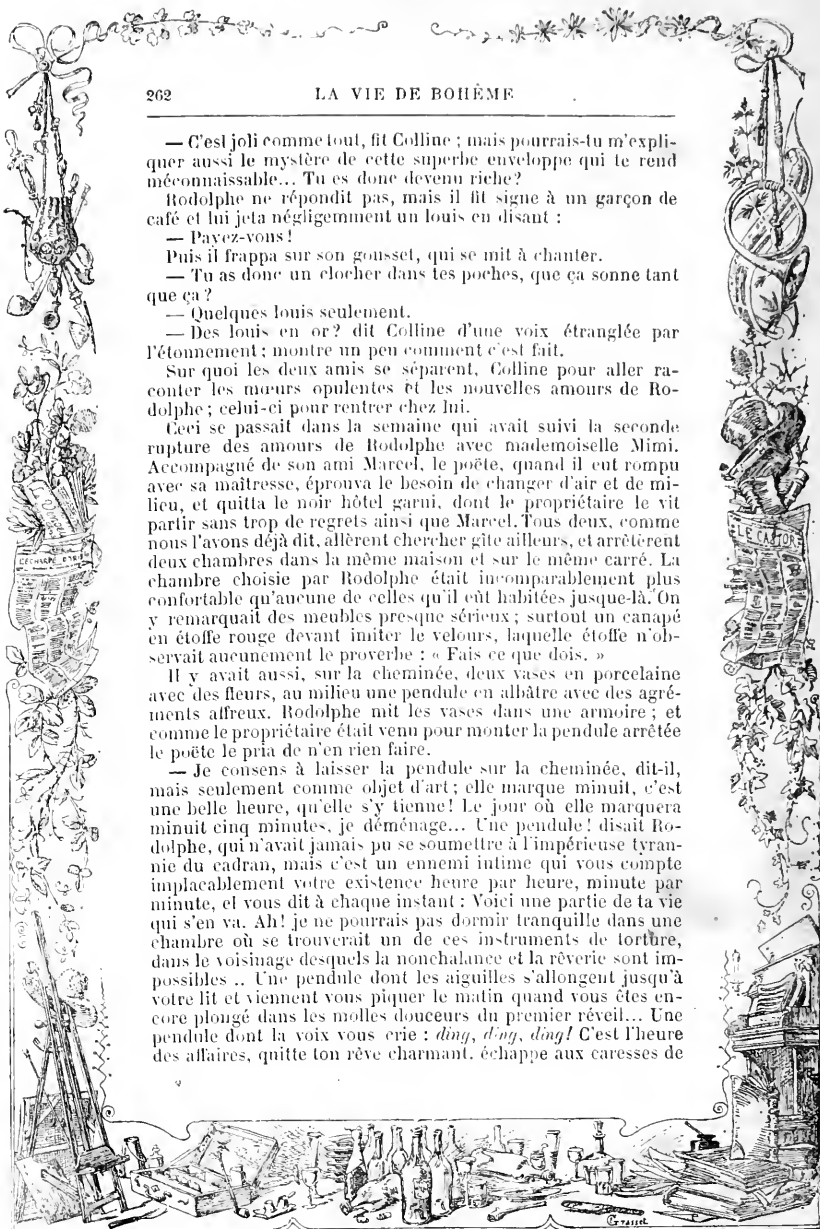 262 LA VIE DE BOHÊME
— C'est joli comme tout, fit Colline ; mais pourrais-tu m'expli-
quer aussi le mystère de cette superbe enveloppe qui te rend
méconnaissable... Tu es donc devenu riche?
Rodolphe ne répondit pas, mais il fit signe à un garçon de
café et lui jeta négligemment un louis en disant :
— Payez-vous !
Puis il frappa sur son gousset, qui se mit à chanter.
— Tu as donc un clocher dans tes poches, que ça sonne tant
que ça ?
— Quelques louis seulement.
— Des louis en or? dit Colline d'une voix étranglée par
l'étonnement ; montre un peu comment c'est fait.
Sur quoi les deux amis se séparent, Colline pour aller ra-
conter les mœurs opulentes et les nouvelles amours de Ro-
dolphe ; celui-ci pour rentrer chez lui.
Ceci se passait dans la semaine qui avait suivi la seconde
rupture des amours de Rodolphe avec mademoiselle Mimi.
Accompagné de son ami Marcel, le poëte, quand il eut rompu
avec sa maîtresse, éprouva le besoin de changer d'air et de mi-
lieu, et quitta le noir hôtel garni, dont le propriétaire le vit
partir sans trop de regrets ainsi que Marcel. Tous deux, comme
nous l'avons déjà dit, allèrent chercher gîte ailleurs, et arrêtèrent
deux chambres dans la même maison et sur le même carré. La
chambre choisie par Rodolphe était incomparablement plus
confortable qu'aucune de celles qu'il eût habitées jusque-là. On
y remarquait des meubles presque sérieux ; surtout un canapé
en étoffe rouge devant imiter le velours, laquelle étoffe n'ob-
servait aucunement le proverbe : « Fais ce que dois. »
Il y avait aussi, sur la cheminée, deux vases en porcelaine
avec des fleurs, au milieu une pendule en albâtre avec des agré-
ments affreux. Rodolphe mit les vases dans une armoire ; et
comme le propriétaire était venu pour monter la pendule arrêtée
le poëte le pria de n'en rien faire.
— Je consens à laisser la pendule sur la cheminée, dit-il,
mais seulement comme objet d'art ; elle marque minuit, c'est
une belle heure, qu'elle s'y tienne! Le jour où elle marquera
minuit cinq minutes, je déménage... Une pendule! disait Ro-
dolphe, qui n'avait jamais pu se soumettre à l'impérieuse tyran-
nie du cadran, mais c'est un ennemi intime qui vous compte
implacablement votre existence heure par heure, minute par
minute, et vous dit à chaque instant : Voici une partie de ta vie
qui s'en va. Ah! je ne pourrais pas dormir tranquille dans une
chambre où se trouverait un de ces instruments de torture,
dans le voisinage desquels la nonchalance et la rêverie sont im-
possibles .. Une pendule dont les aiguilles s'allongent jusqu'à
votre lit et viennent vous piquer le matin quand vous êtes en-
core plongé dans les molles douceurs du premier réveil... Une
pendule dont la voix vous crie : ding, ding, ding! C'est l'heure
des affaires, quitte ton rêve charmant, échappe aux caresses de
LE CASTOR
Grasset